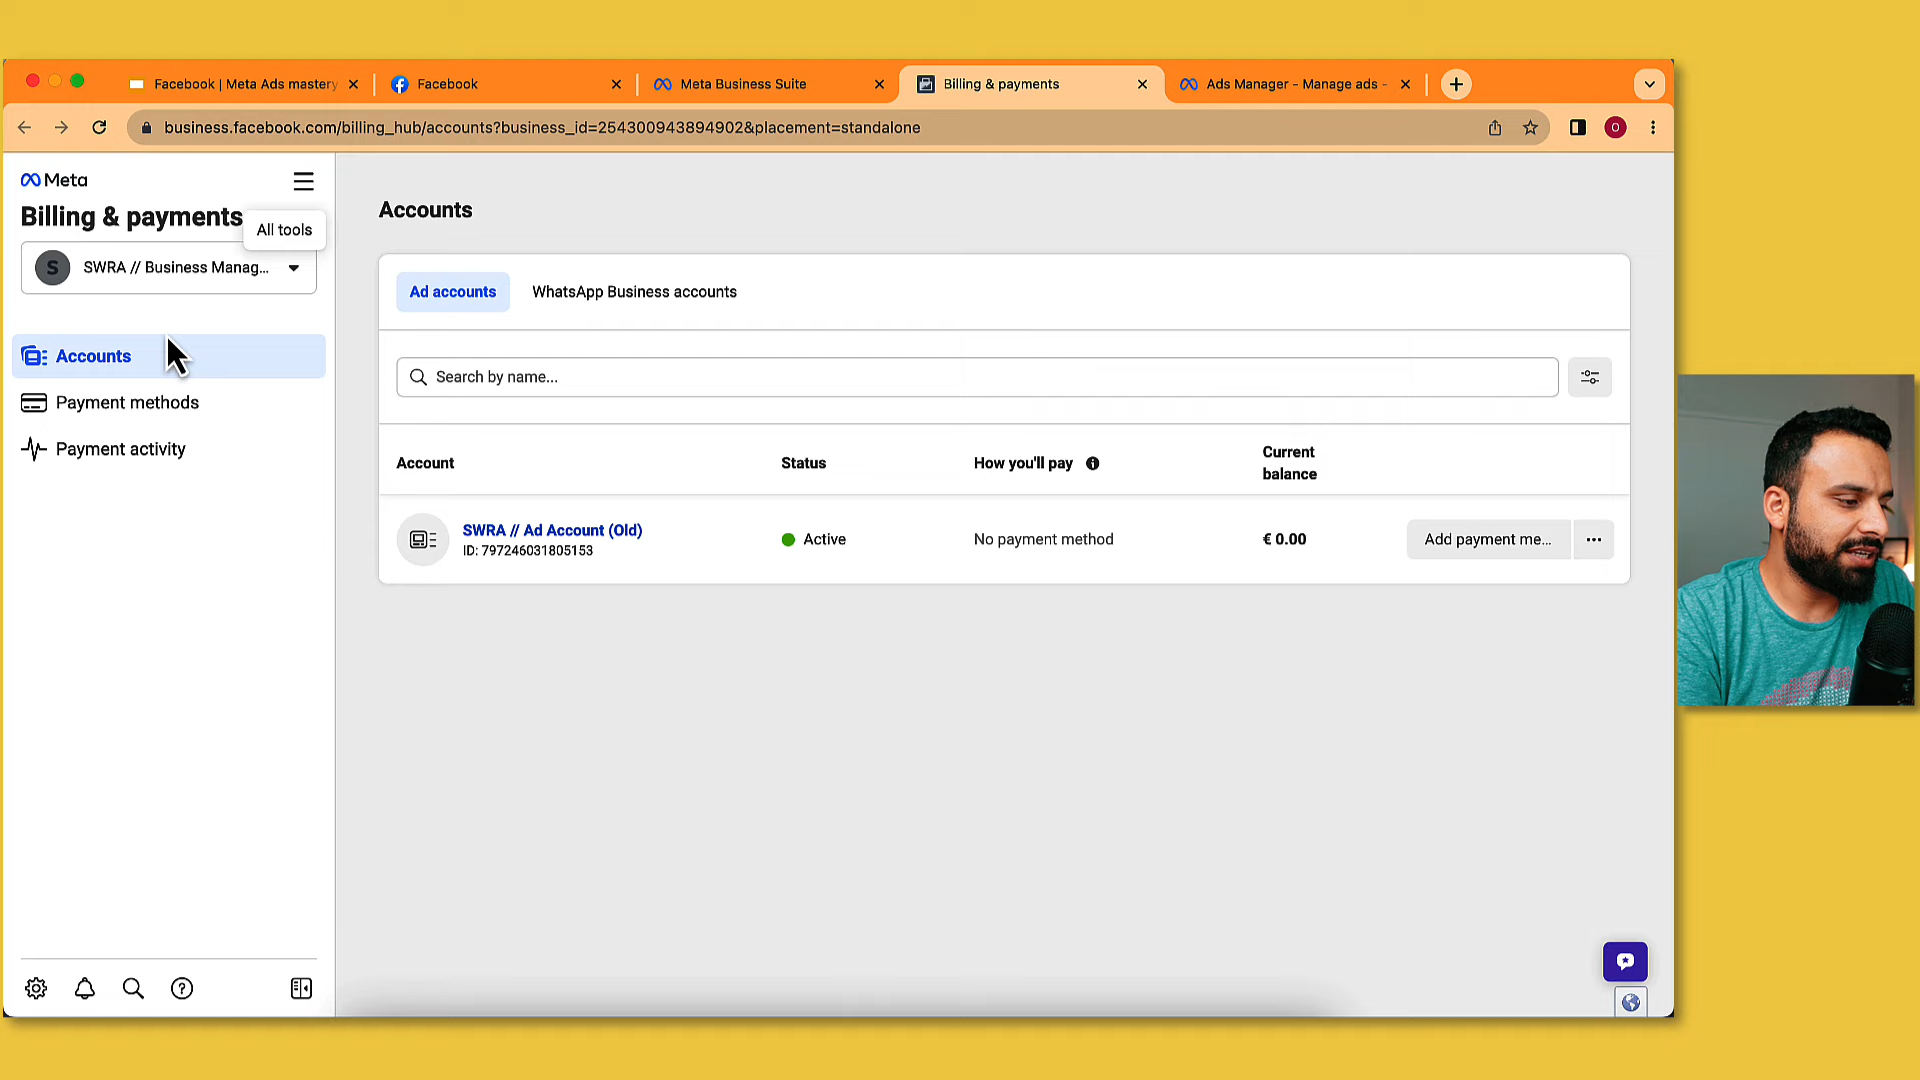 Facebook | Meta Ads mastery
Facebook
Meta Business Suite
Billing & payments
Ads Manager - Manage ads -
business.facebook.com/billing_hub/accounts?business_id=254300943894902&placement=standalone
O
Meta
Billing & payments
All tools
S
SWRA // Business Manag...
Accounts
Payment methods
Payment activity
Accounts
Ad accounts
WhatsApp Business accounts
Search by name...
Account
Status
How you'll pay
Current
balance
SWRA // Ad Account (Old)
ID: 797246031805153
Active
No payment method
€ 0.00
Add payment me...